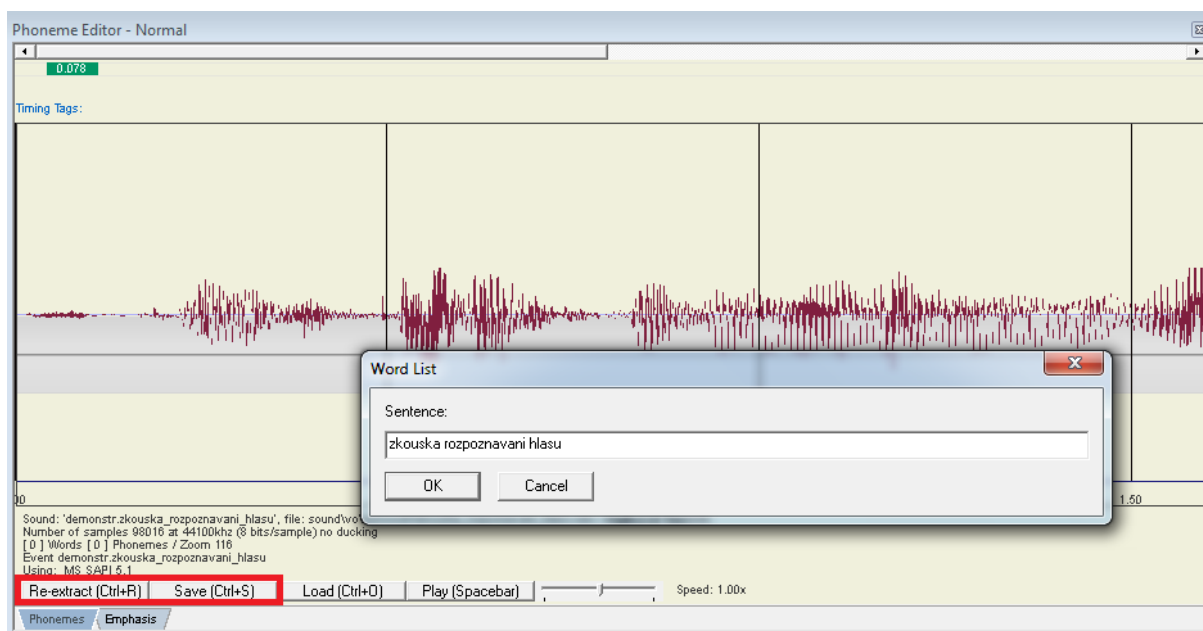 Phoneme Editor - Normal
0.078
Timing Tags:
Word List
Sentence:
zkouska rozpoznavani hlasu
OK Cancel
00 1.50
Sound: 'demonstr.zkouska_rozpoznavani_hlasu', file: sound\vo\
Number of samples 98016 at 44100khz (8 bits/sample) no ducking
[ 0 ] Words [ 0 ] Phonemes / Zoom 116
Event demonstr.zkouska_rozpoznavani_hlasu
Using: MS SAPI 5.1
Re-extract (Ctrl+R) Save (Ctrl+S) Load (Ctrl+O) Play (Spacebar) Speed: 1.00x
Phonemes Emphasis